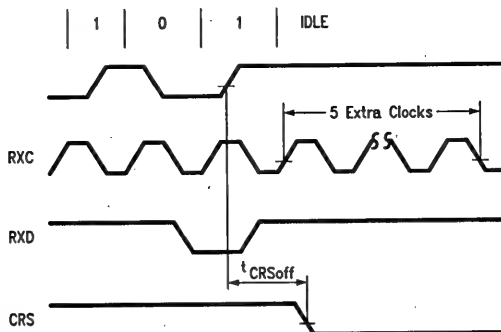 | 1 | 0 | 1 | IDLE
5 Extra Clocks
RXC
RXD
tCRSoff
CRS